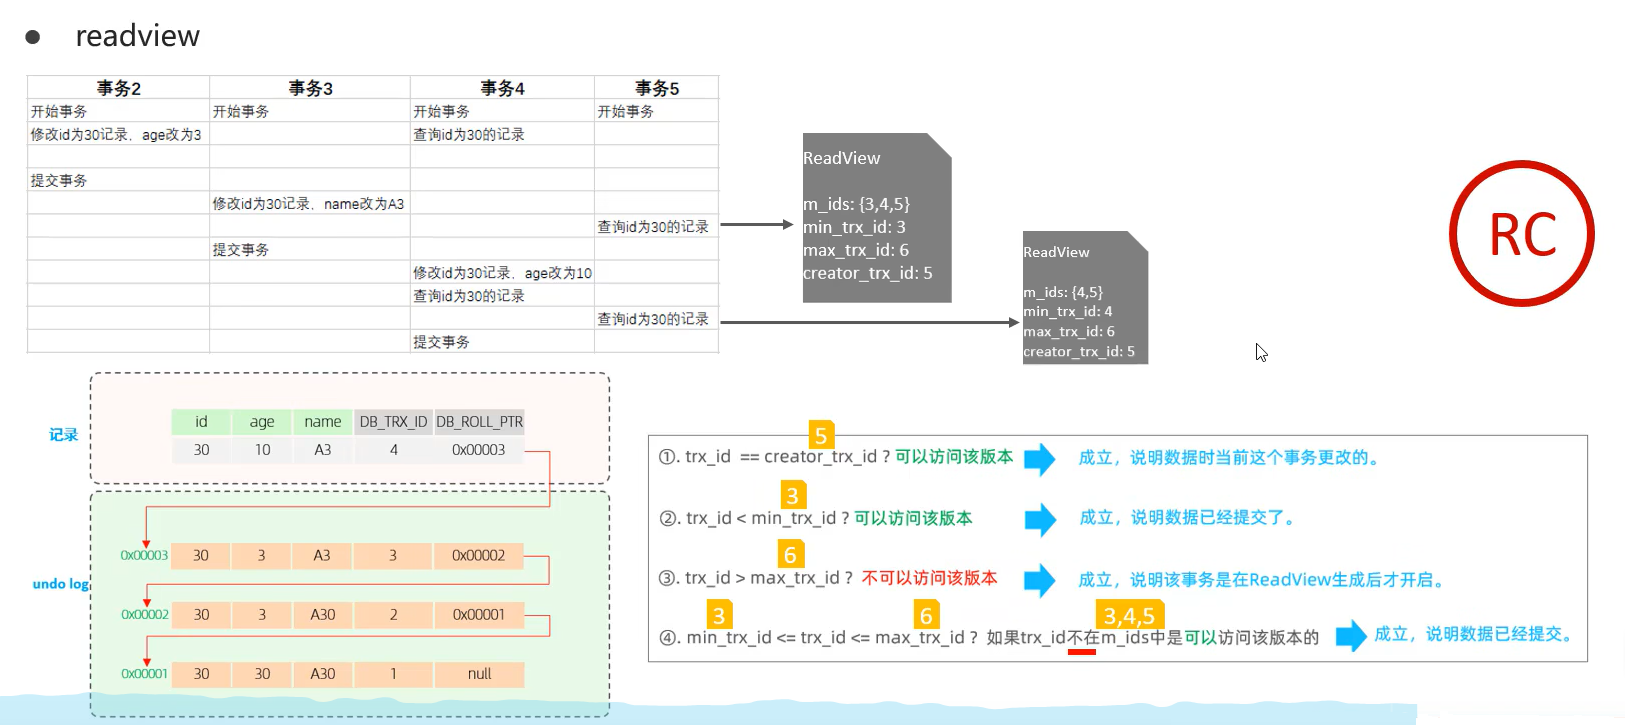 ● readview
事务2 事务3 事务4 事务5
开始事务 开始事务 开始事务 开始事务
修改id为30记录，age改为3 查询id为30的记录
提交事务
修改id为30记录，name改为A3
查询id为30的记录
提交事务
修改id为30记录，age改为10
查询id为30的记录
查询id为30的记录
提交事务
ReadView
m_ids: {3,4,5}
min_trx_id: 3
max_trx_id: 6
creator_trx_id: 5
ReadView
m_ids: {4,5}
min_trx_id: 4
max_trx_id: 6
creator_trx_id: 5
RC
记录
id age name DB_TRX_ID DB_ROLL_PTR
30 10 A3 4 0x00003
undo log
0x00003 30 3 A3 3 0x00002
0x00002 30 3 A30 2 0x00001
0x00001 30 30 A30 1 null
5
①. trx_id == creator_trx_id ? 可以访问该版本 成立，说明数据时当前这个事务更改的。
3
②. trx_id < min_trx_id ? 可以访问该版本 成立，说明数据已经提交了。
6
③. trx_id > max_trx_id ? 不可以访问该版本 成立，说明该事务是在ReadView生成后才开启。
3 6 3,4,5
④. min_trx_id <= trx_id <= max_trx_id ? 如果trx_id不在m_ids中是可以访问该版本的 成立，说明数据已经提交。